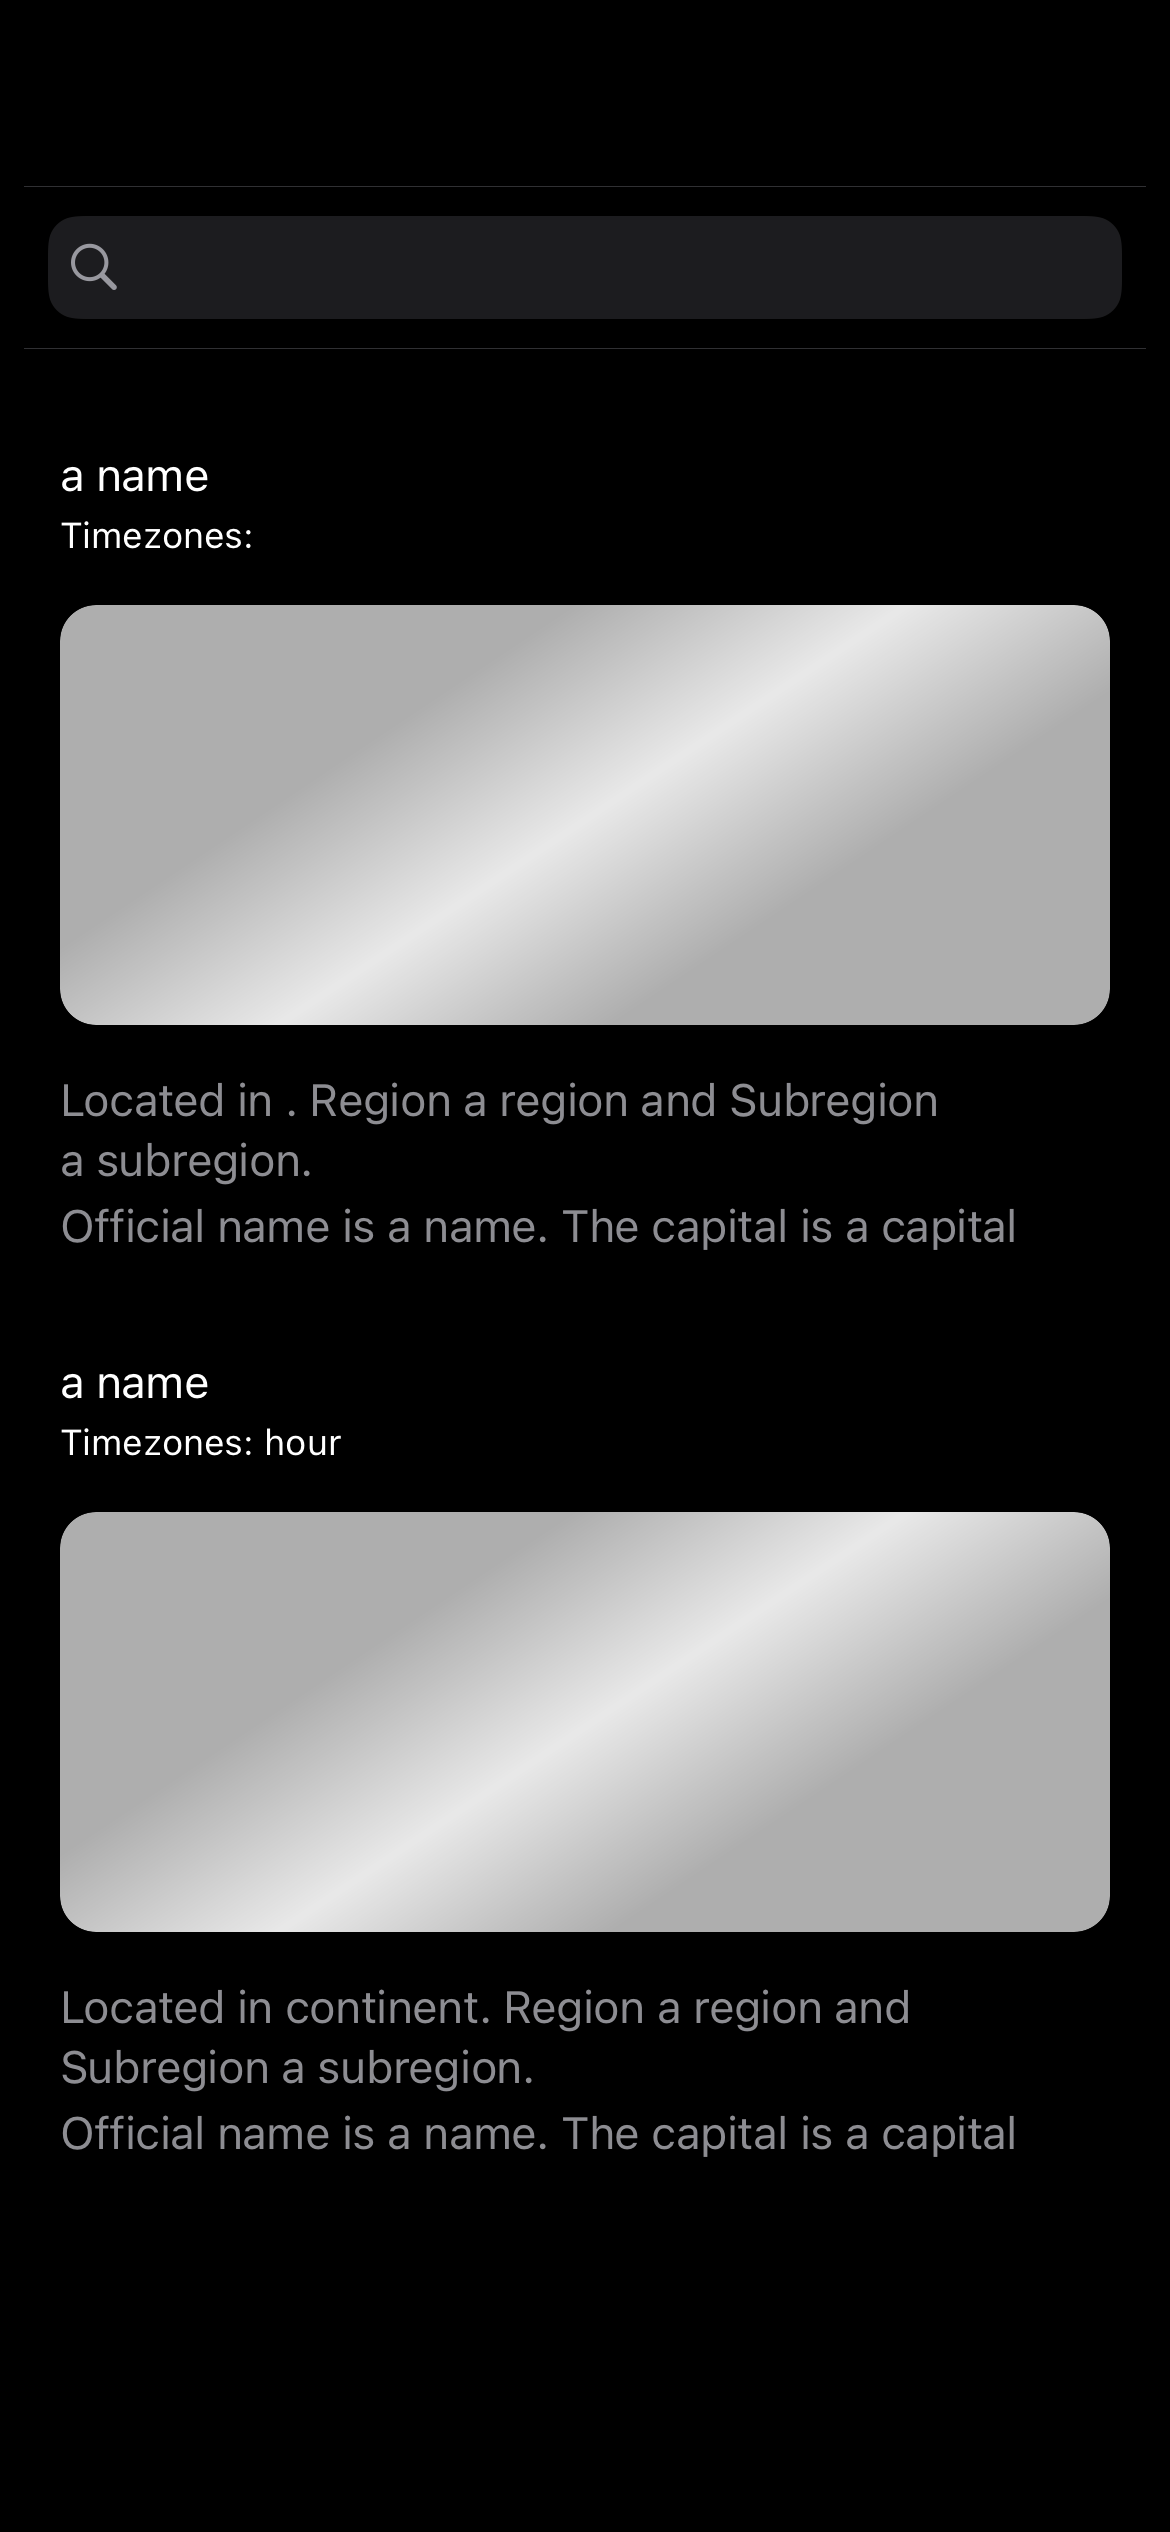 a name
Timezones:
Located in . Region a region and Subregion
a subregion.
Official name is a name. The capital is a capital
a name
Timezones: hour
Located in continent. Region a region and
Subregion a subregion.
Official name is a name. The capital is a capital